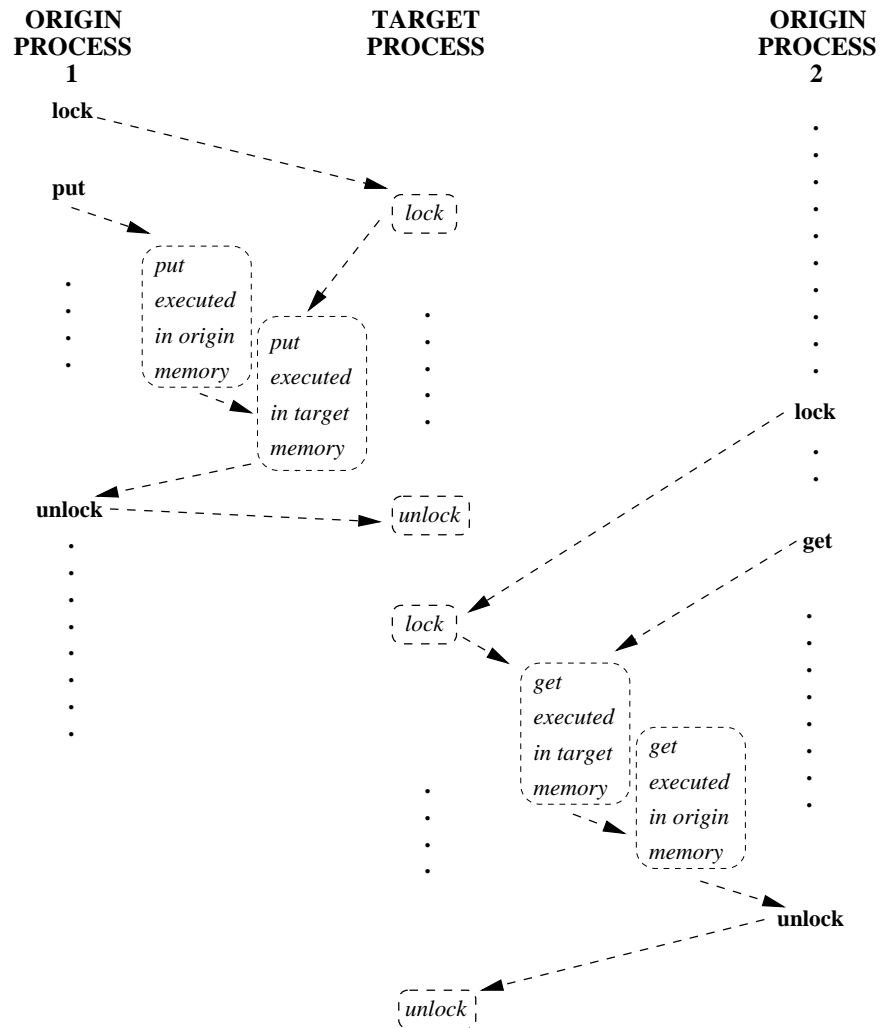 ORIGIN
PROCESS
1
TARGET
PROCESS
ORIGIN
PROCESS
2
lock
put
lock
put
executed
in origin
memory
put
executed
in target
memory
lock
unlock
unlock
get
lock
get
executed
in target
memory
get
executed
in origin
memory
unlock
unlock